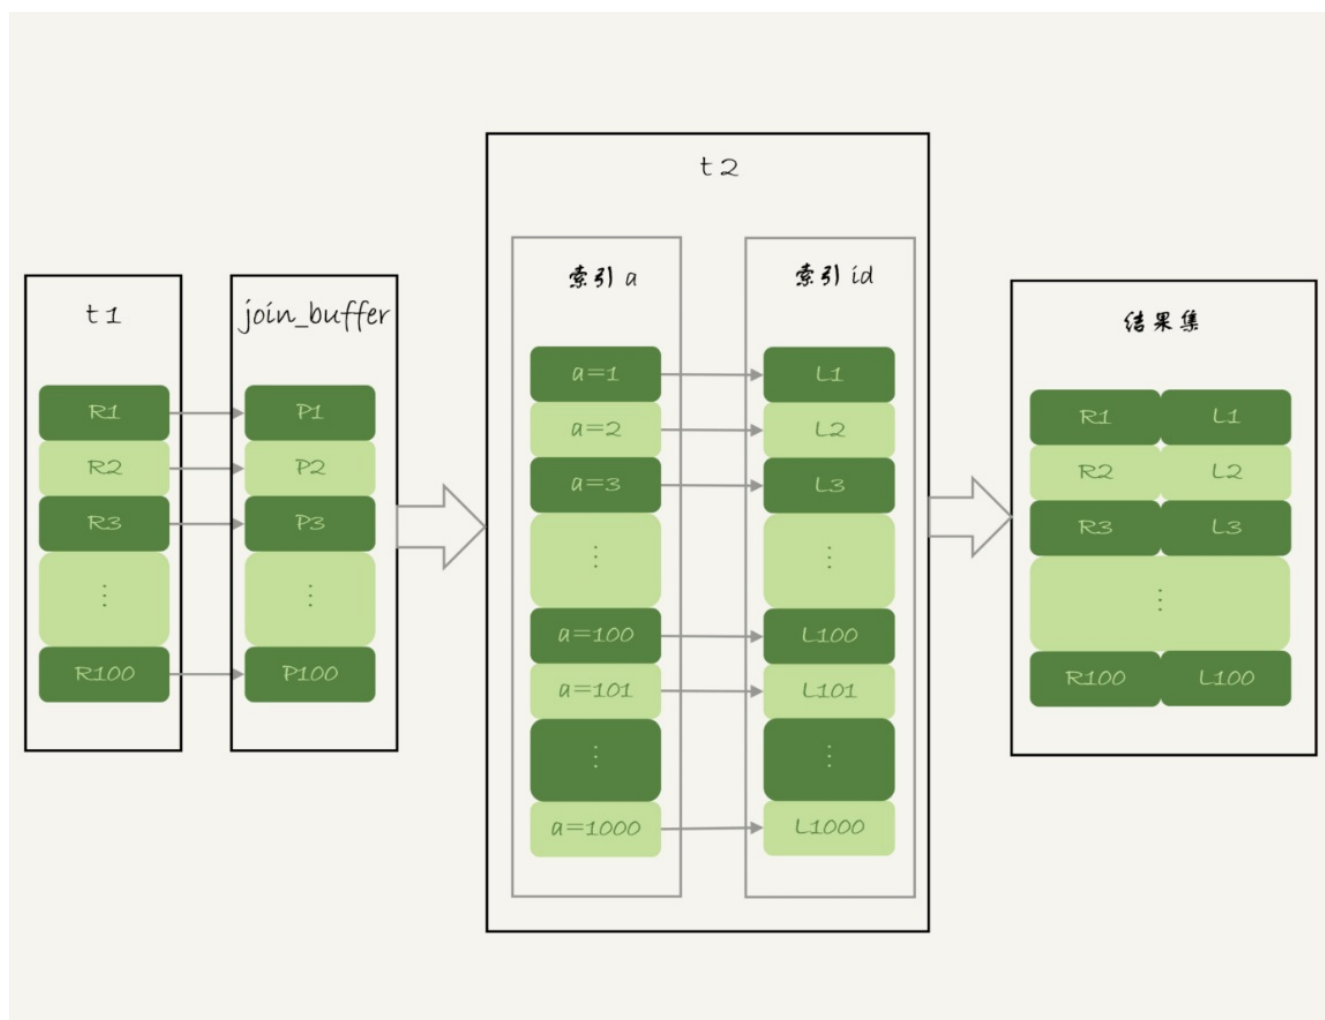 t2
索引 a
索引 id
t1
join_buffer
结果集
a=1
L1
R1
P1
R1
L1
a=2
L2
R2
P2
R2
L2
a=3
L3
R3
P3
R3
L3
⋮
⋮
⋮
⋮
⋮
a=100
L100
R100
P100
R100
L100
a=101
L101
⋮
⋮
a=1000
L1000